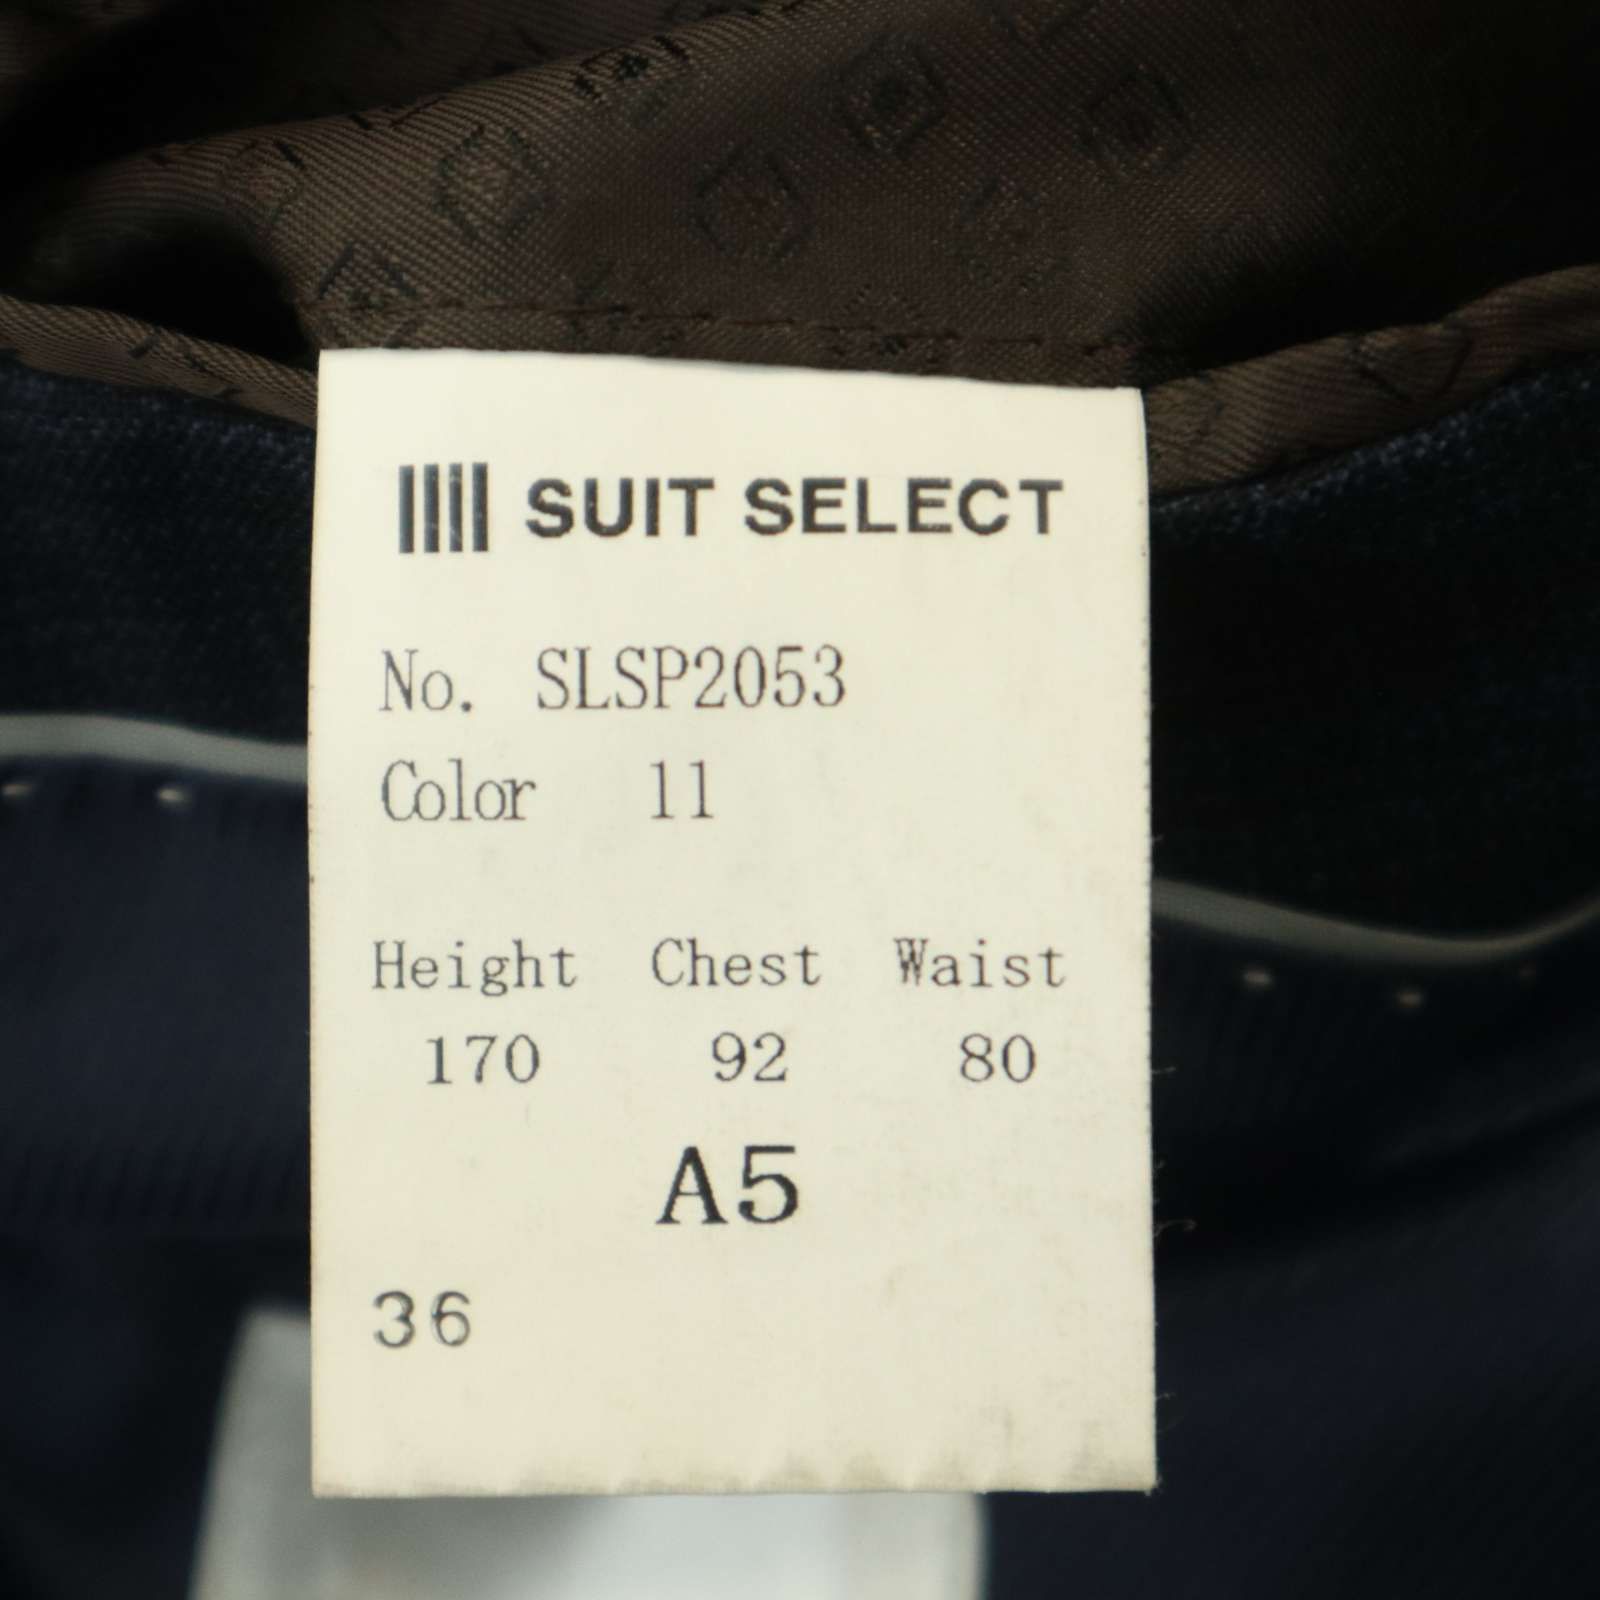 SUIT SELECT
No. SLSP2053
Color 11
Height Chest Waist
170 92 80
A5
36